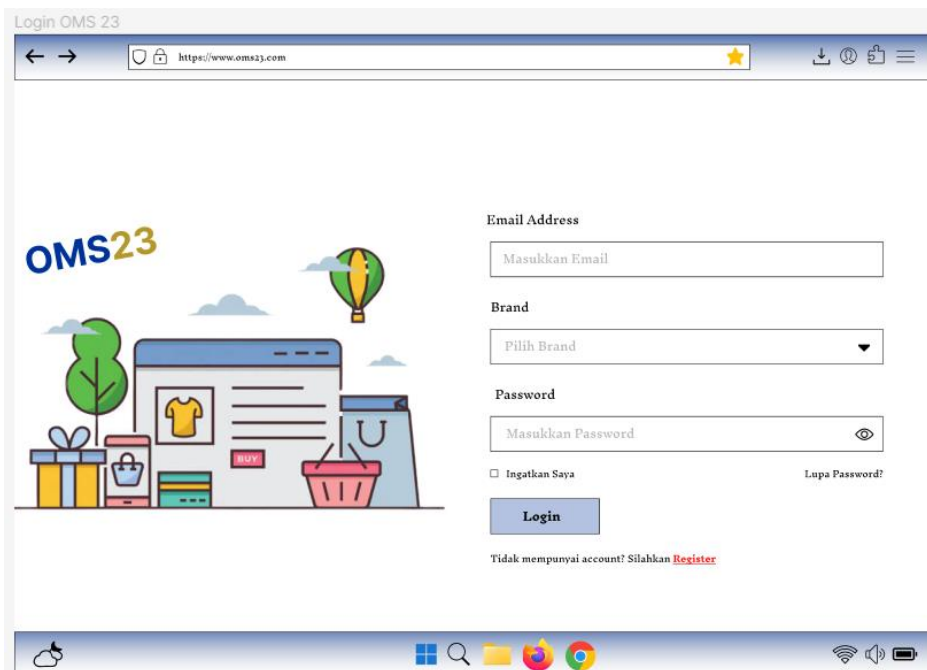 Login OMS 23
https://www.oms23.com
OMS23
Email Address
Masukkan Email
Brand
Pilih Brand
Password
Masukkan Password
BUY
Ingatkan Saya
Lupa Password?
Login
Tidak mempunyai account? Silahkan Register